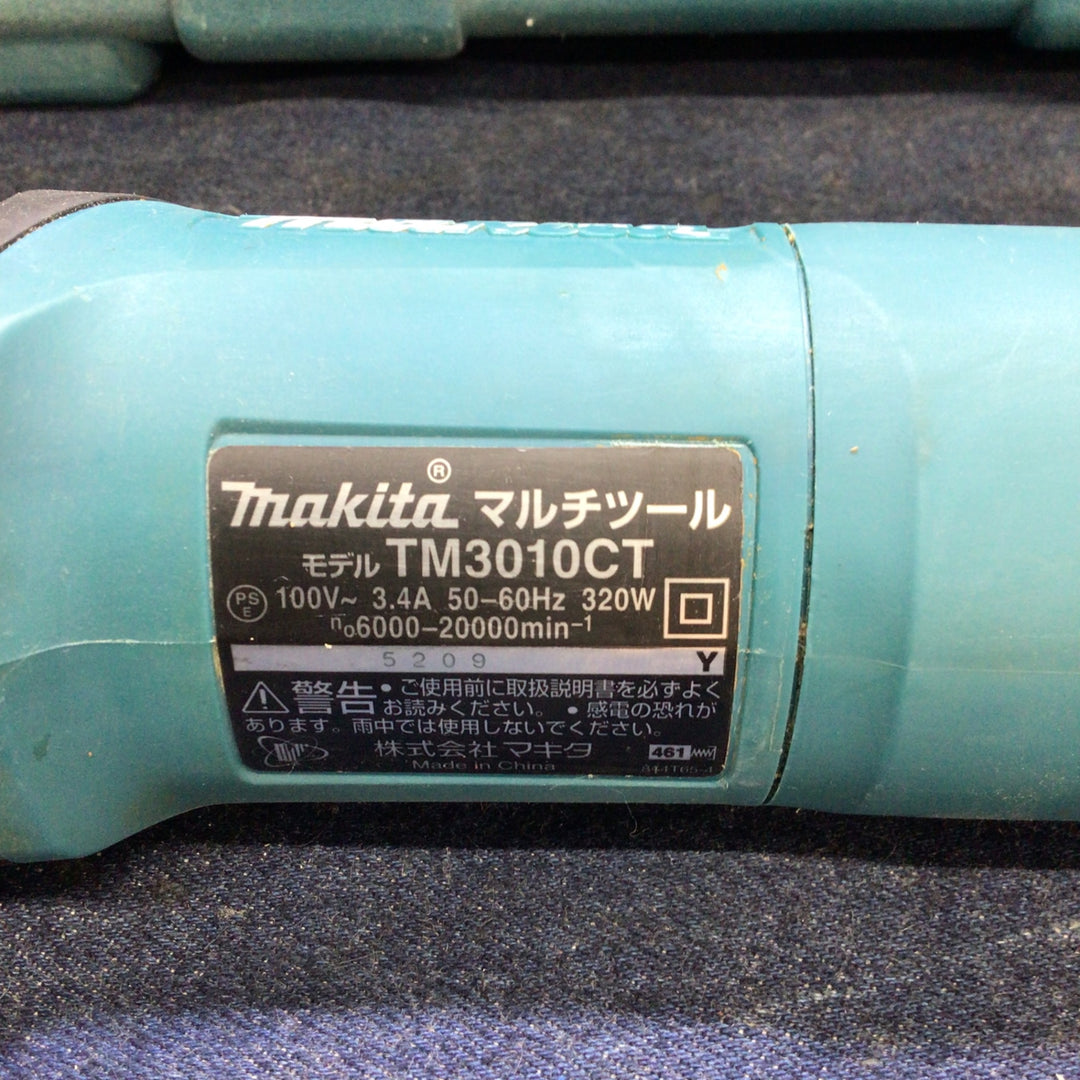 makita® マルチツール
モデル TM3010CT
PS E 100V~ 3.4A 50-60Hz 320W
n₀6000-20000min⁻¹
5209 Y
警告 • ご使用前に取扱説明書を必ずよく
お読みください。 • 感電の恐れが
あります。雨中では使用しないでください。
株式会社 マキタ 461
Made in China 844T65-4